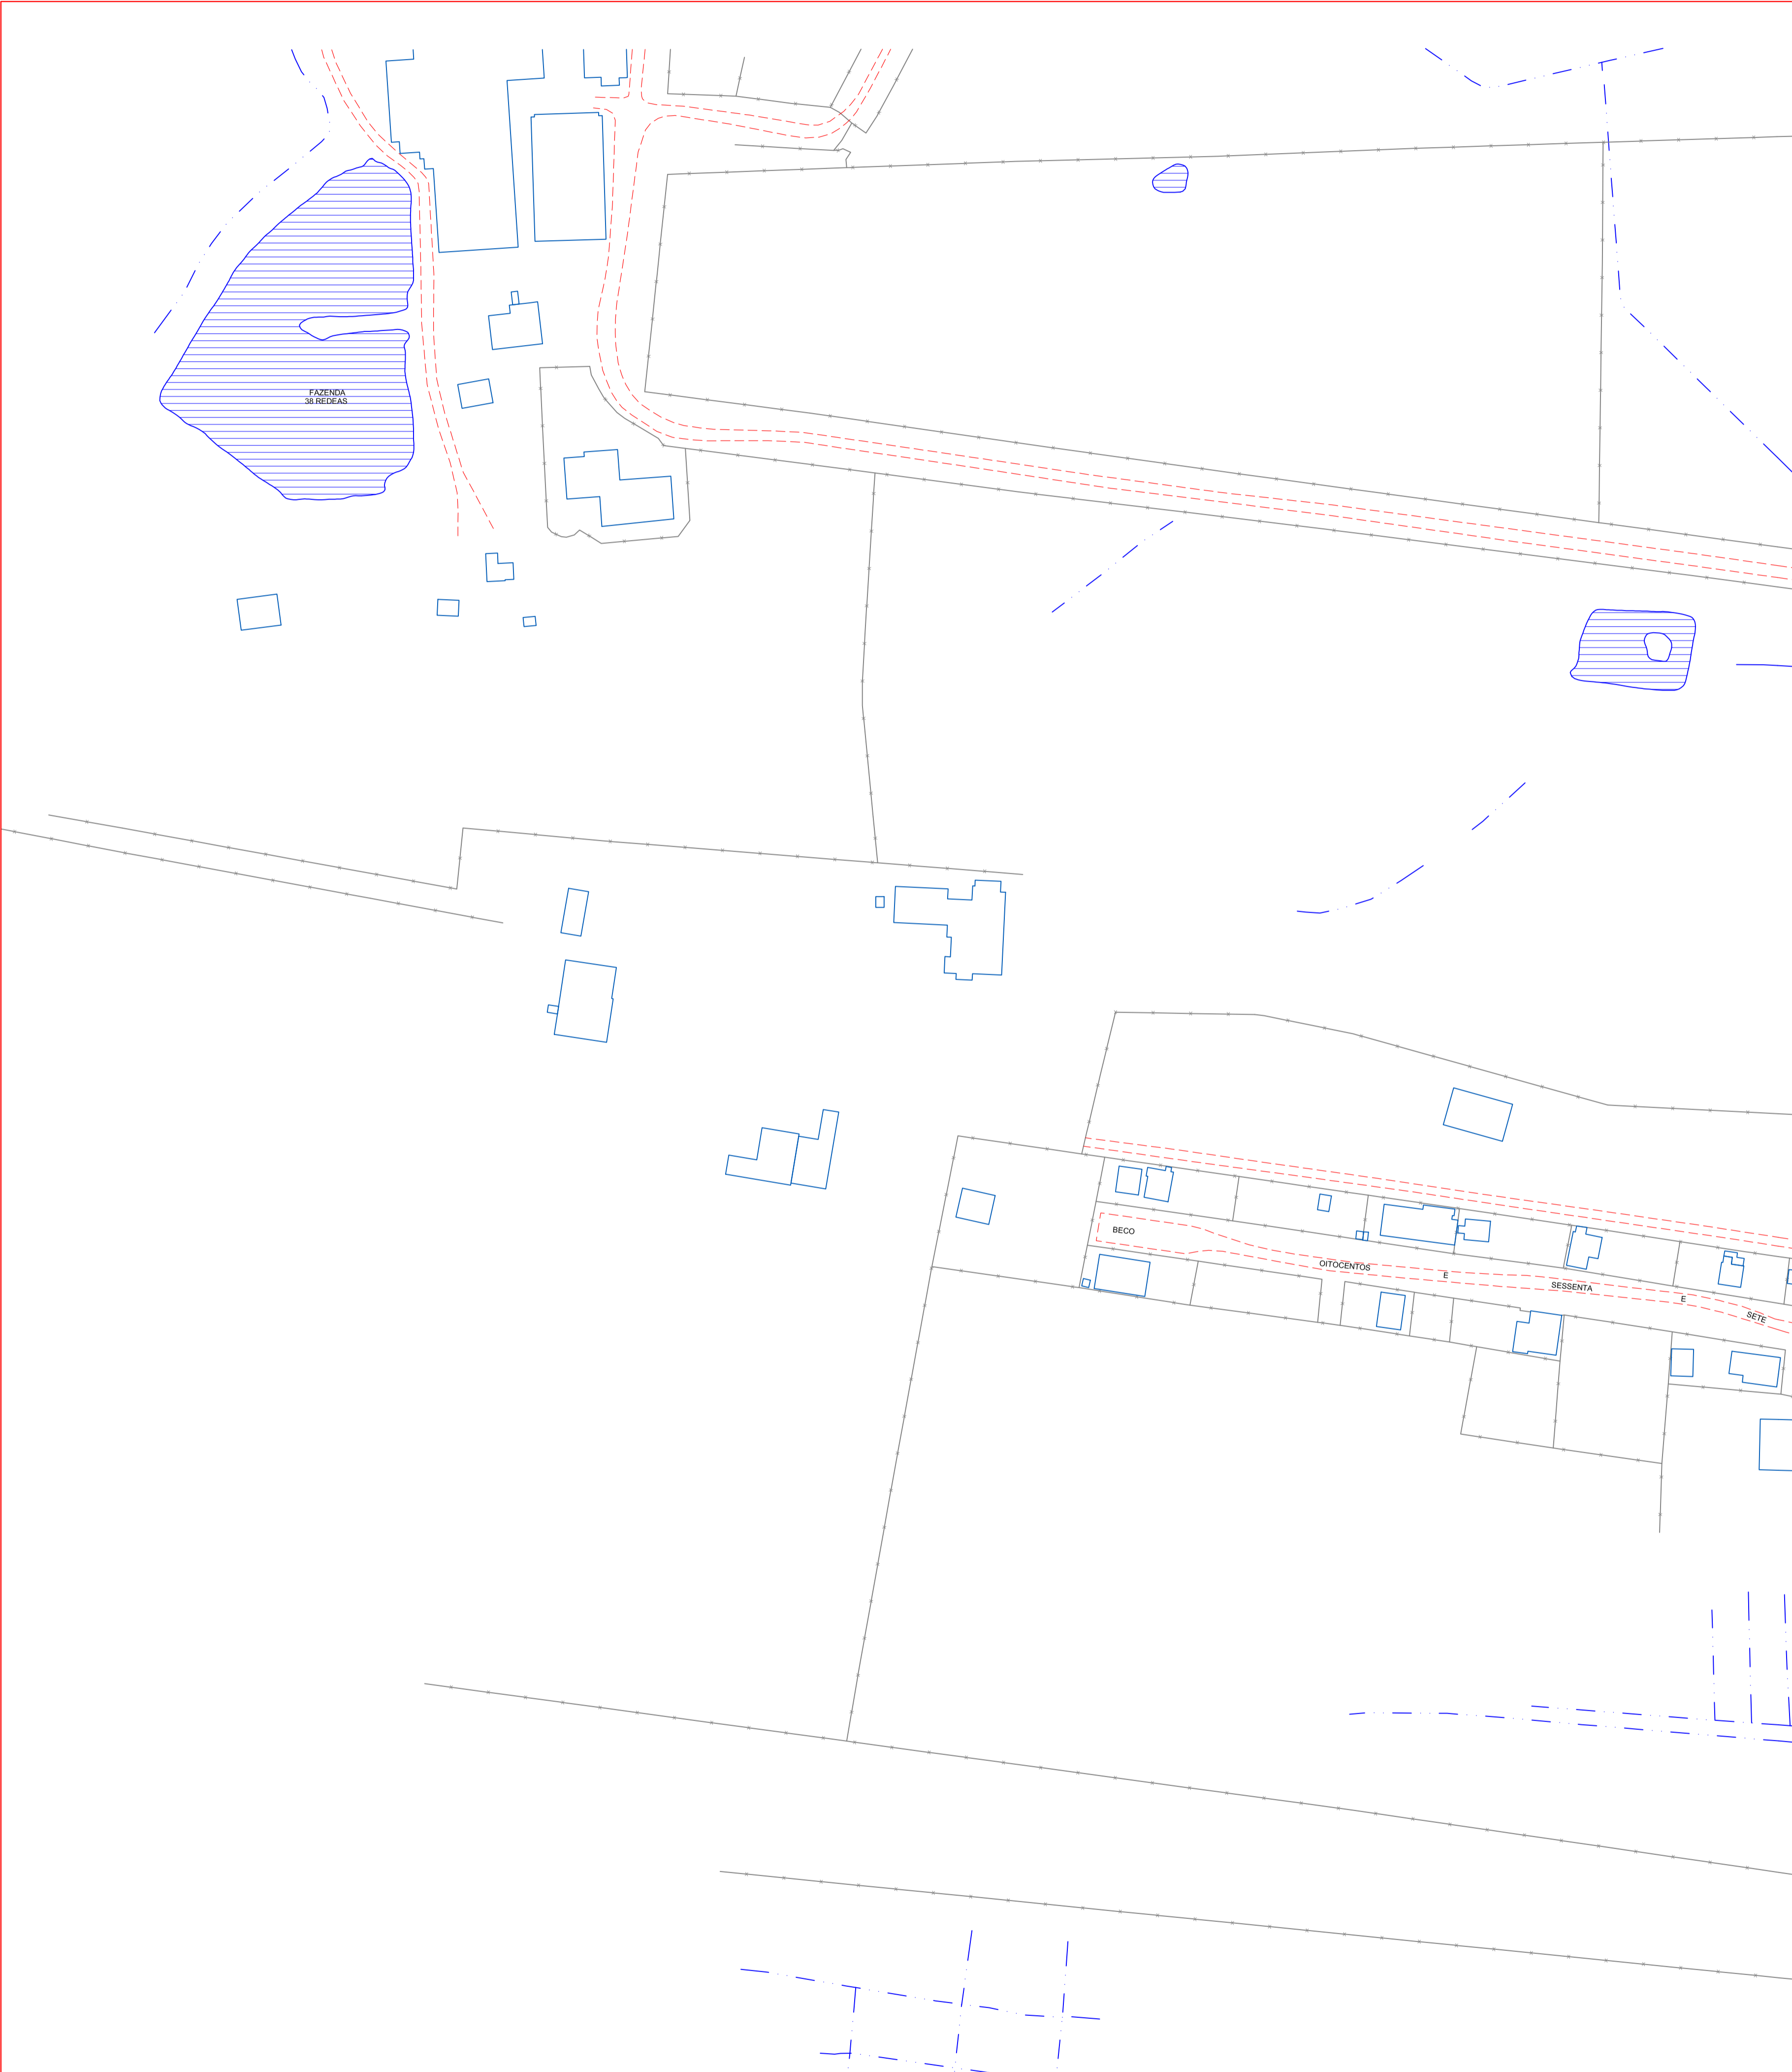 FAZENDA
38 REDEAS
BECO
OITOCENTOS
E
SESSENTA
E
SETE